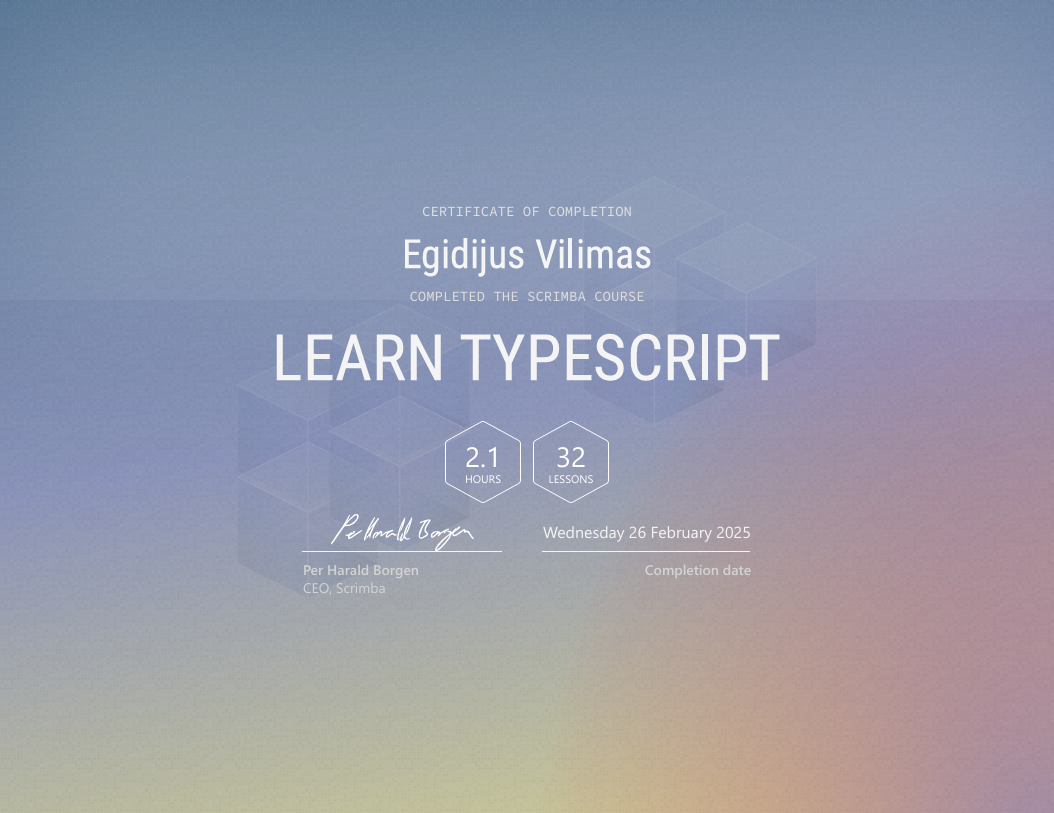 CERTIFICATE OF COMPLETION
Egidijus Vilimas
COMPLETED THE SCRIMBA COURSE
LEARN TYPESCRIPT
2.1
HOURS
32
LESSONS
Per Harald Borgen
Wednesday 26 February 2025
Per Harald Borgen
CEO, Scrimba
Completion date